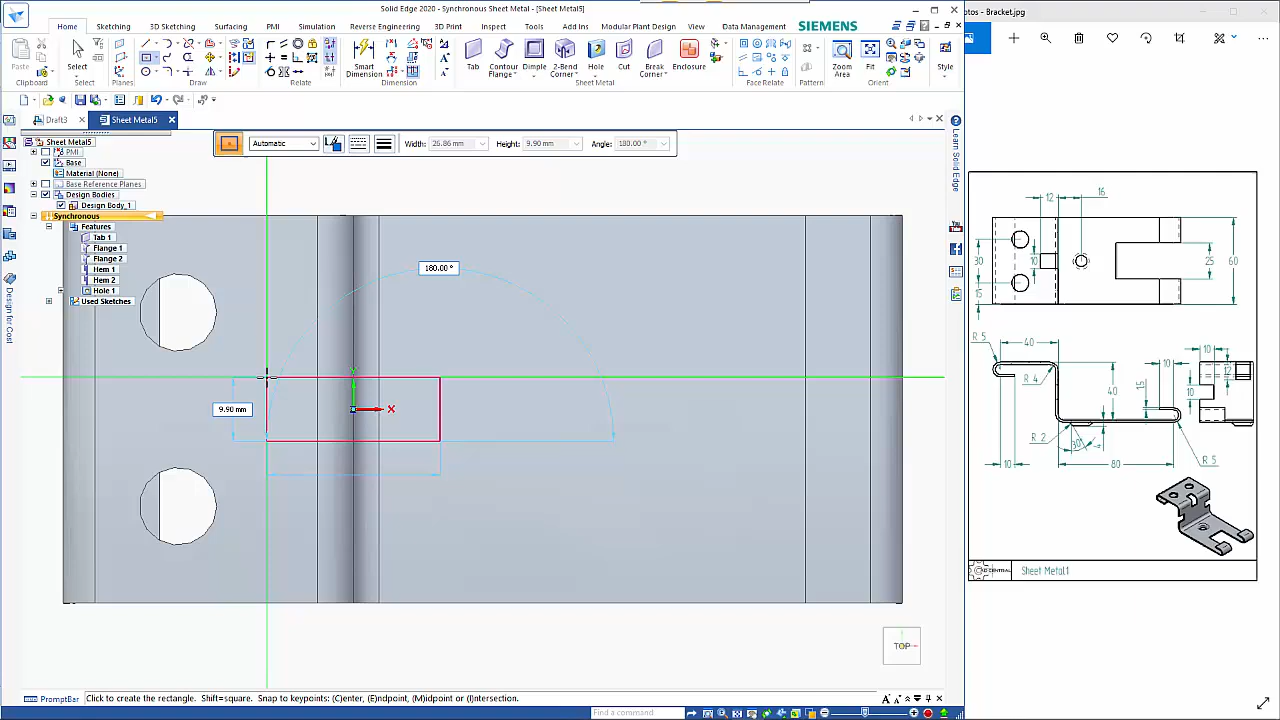 Solid Edge 2020 - Synchronous Sheet Metal - [Sheet Metal5]
otos - Bracket.jpg
Home
Sketching
3D Sketching
Surfacing
PMI
Simulation
Reverse Engineering
3D Print
Inspect
Tools
Modular Plant Design
View
Data Management
SIEMENS
Paste
Select
Smart
Dimension
Tab
Contour
Flange
Dimple
2-Bend
Corner
Hole
Cut
Break
Corner
Enclosure
Zoom
Area
Fit
Style
Clipboard
Select
Planes
Draw
Relate
Dimension
Sheet Metal
Face Relate
Pattern
Orient
Draft3
Sheet Metal5
Automatic
Width: 26.86 mm
Height: 9.90 mm
Angle: 180.00 °
Learn Solid Edge
Design for Cost
Sheet Metal5
PMI
Base
Material (None)
Base Reference Planes
Design Bodies
Design Body_1
Synchronous
Features
Tab 1
Flange 1
Flange 2
Hem 1
Hem 2
Hole 1
Used Sketches
180.00 °
9.90 mm
Y
X
TOP
12
16
30
10
25
60
15
R 5
40
10
R 4
40
15
R 2
30°
10
80
R 5
10
12
10
Sheet Metal1
PromptBar
Click to create the rectangle. Shift=square. Snap to keypoints: (C)enter, (E)ndpoint, (M)idpoint or (I)ntersection.
Find a command